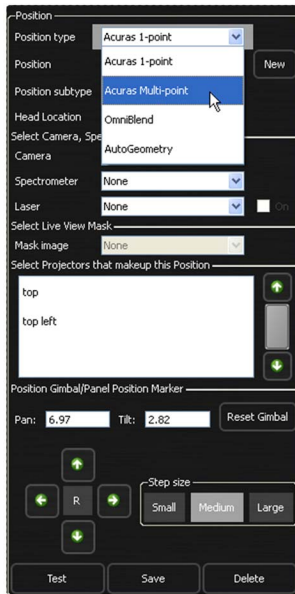 Position
Position type Acuras 1-point
Position Acuras 1-point New
Position subtype Acuras Multi-point
Head Location OmniBlend
Select Camera, Spe
Camera AutoGeometry
Spectrometer None
Laser None On
Select Live View Mask
Mask image None
Select Projectors that makeup this Position
top
top left
Position Gimbal/Panel Position Marker
Pan: 6.97 Tilt: 2.82 Reset Gimbal
Step size
R Small Medium Large
Test Save Delete